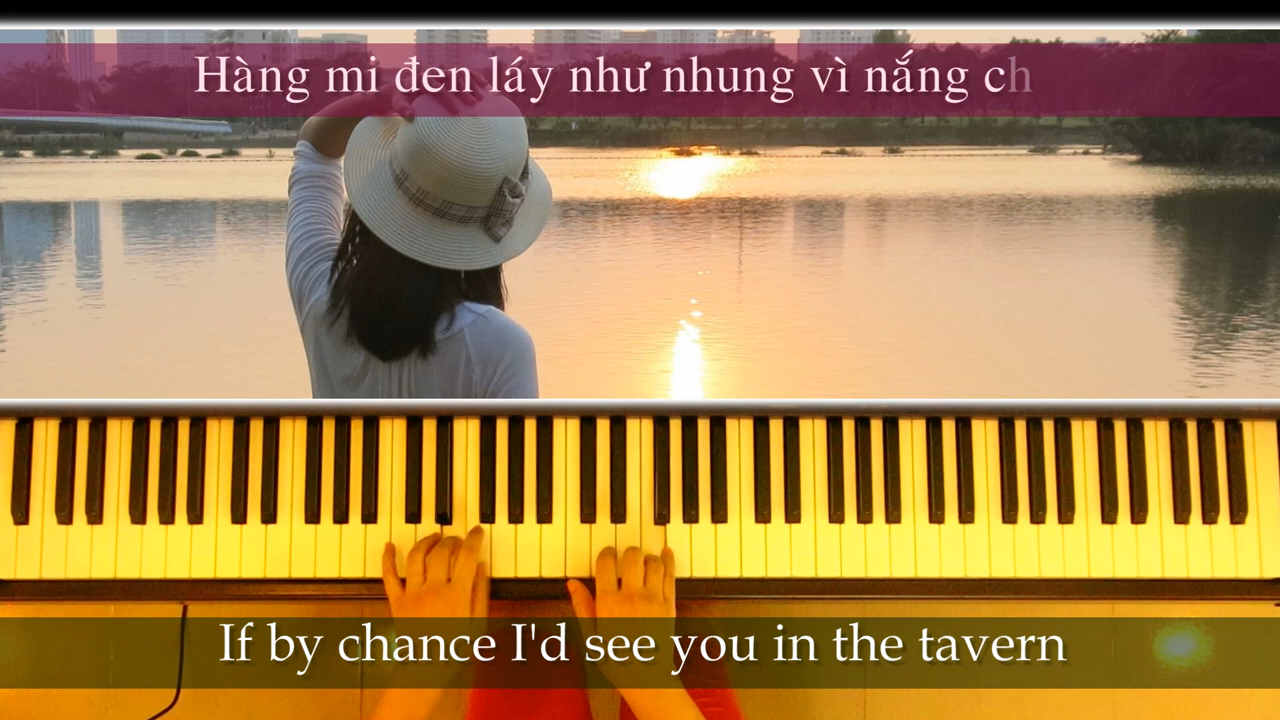 Hàng mi đen láy như nhung vì nắng ch
If by chance I'd see you in the tavern